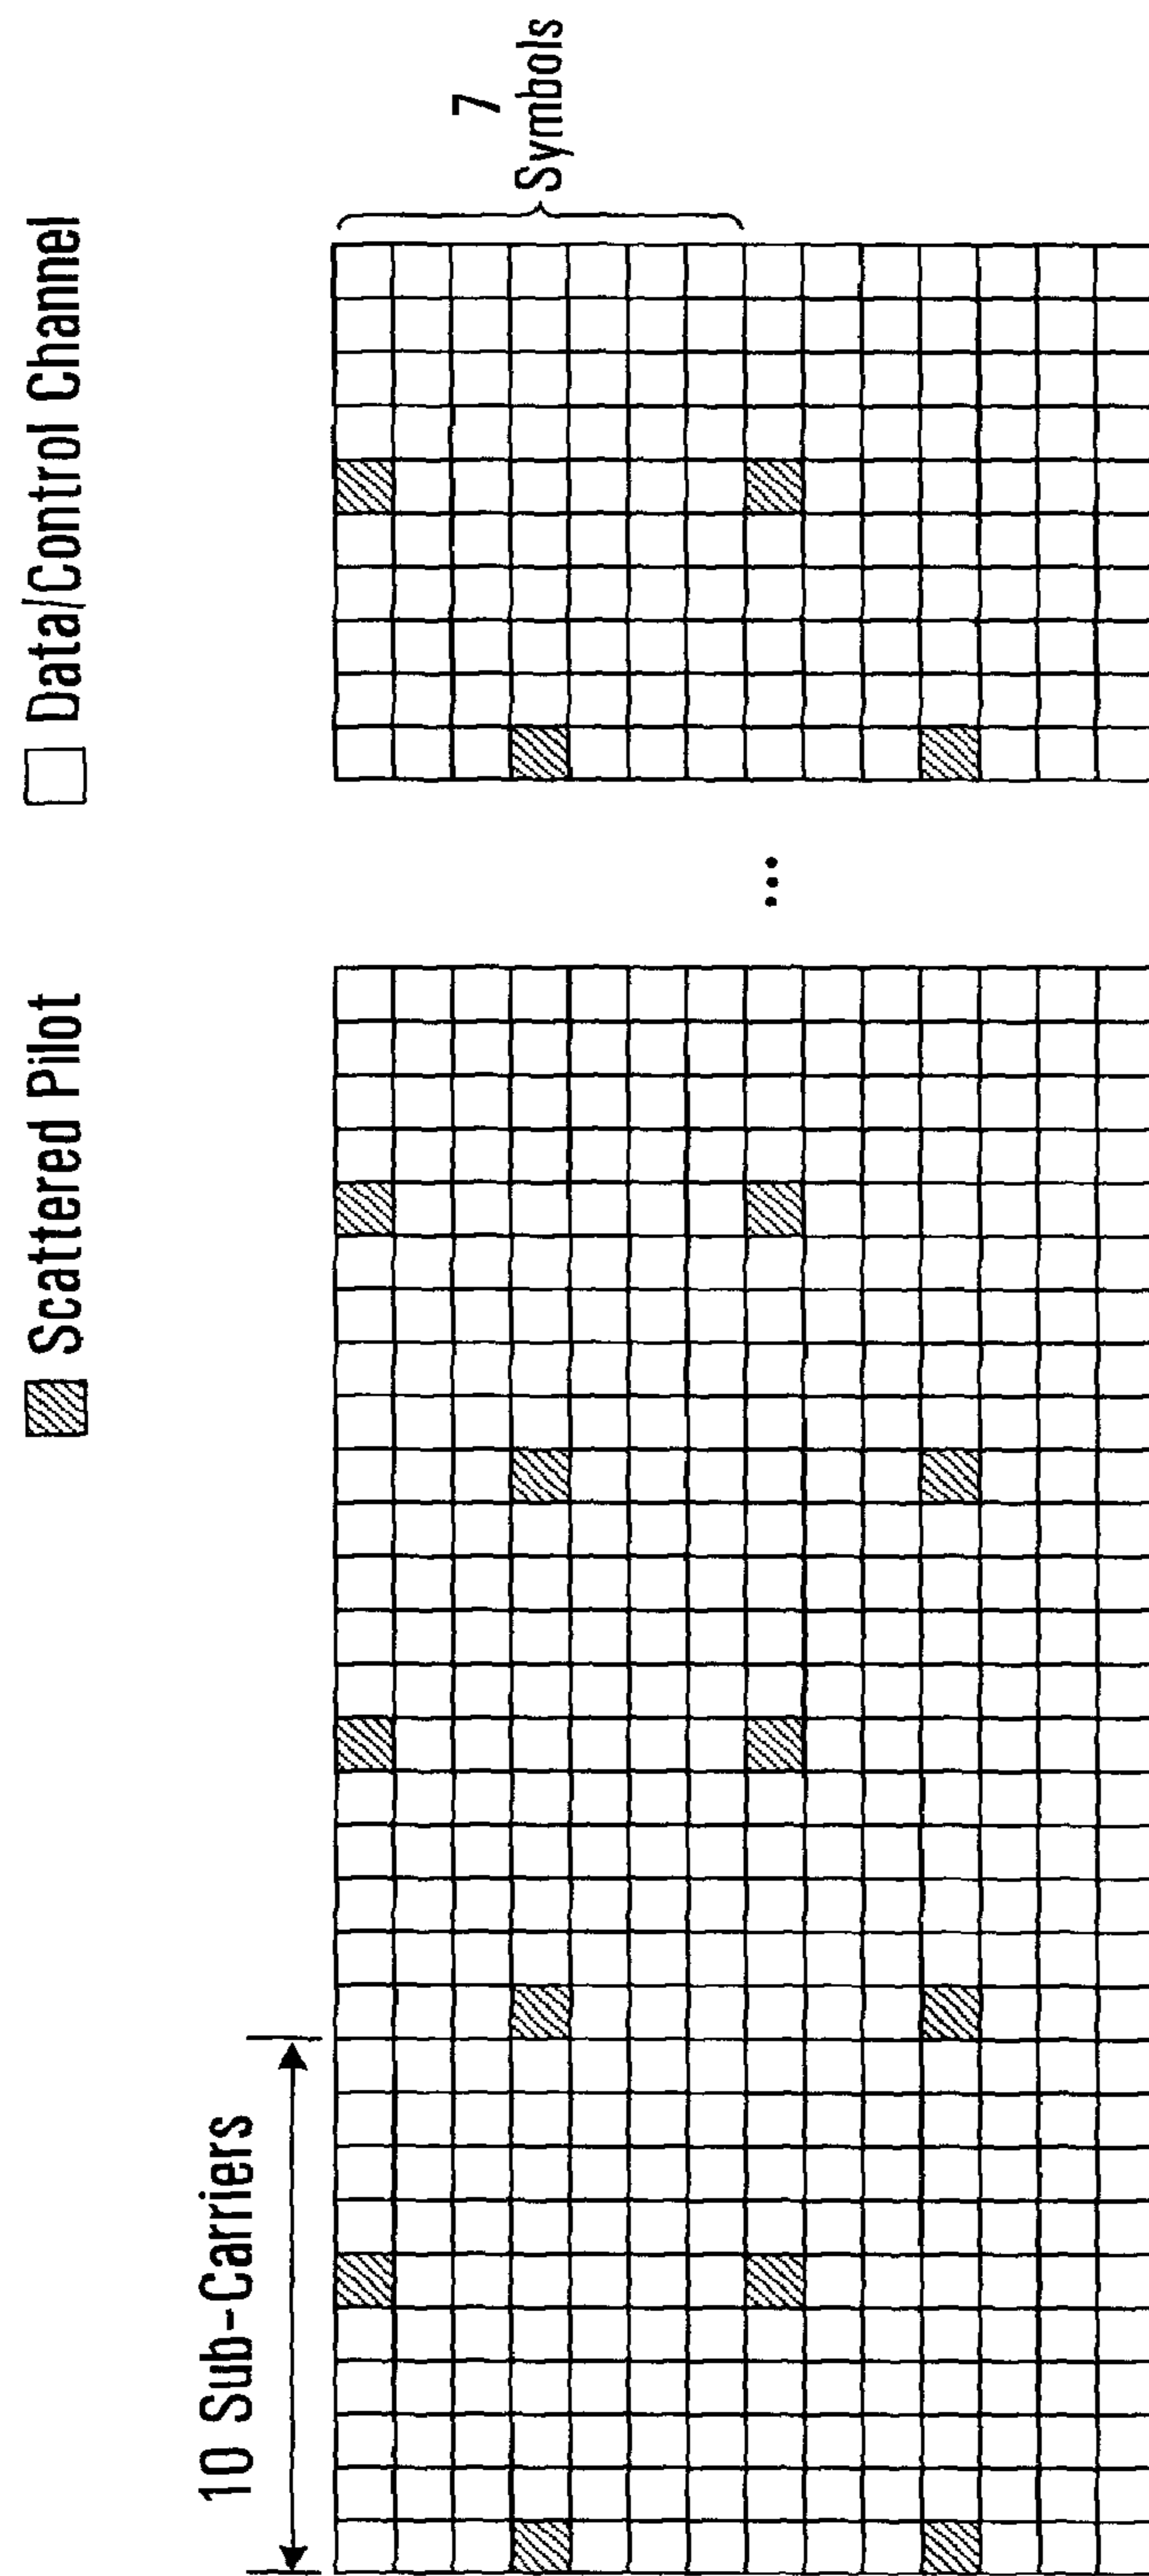 Scattered Pilot
Data/Control Channel
10 Sub-Carriers
7
Symbols
...